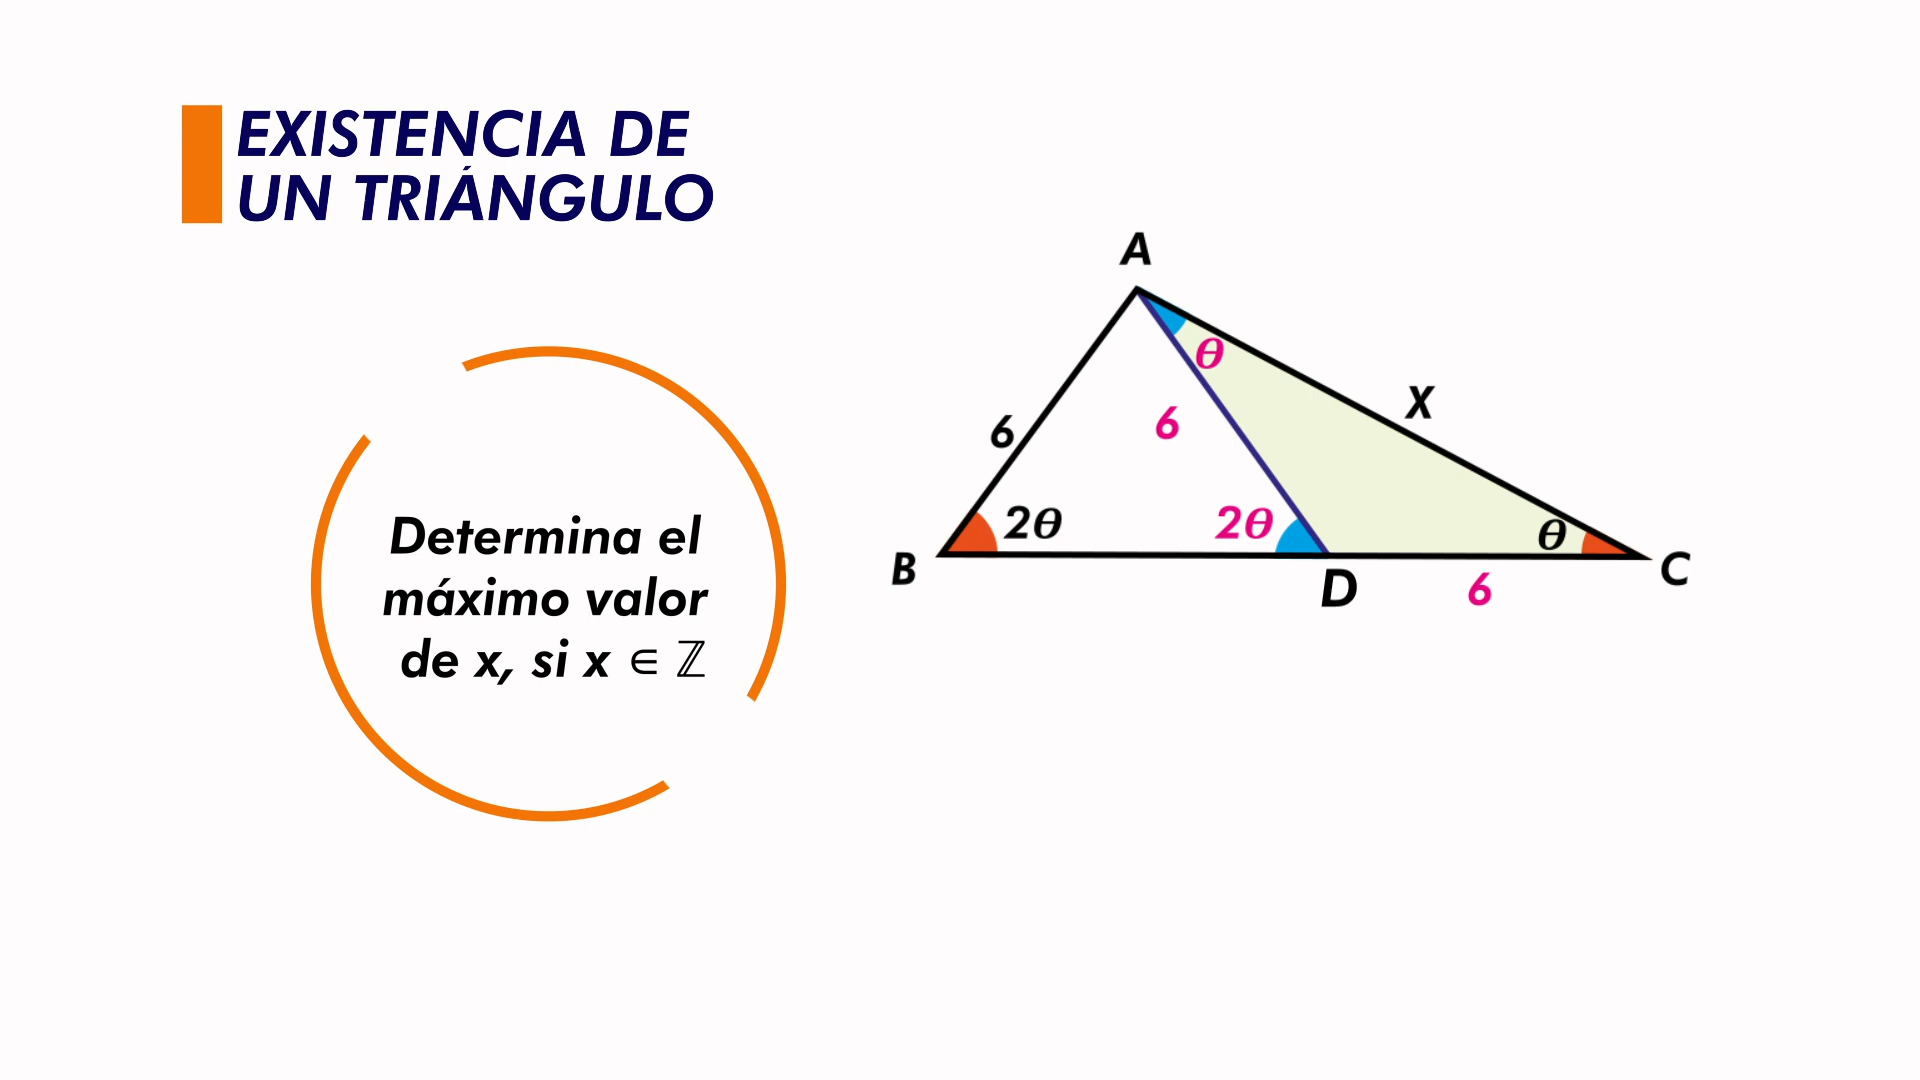 EXISTENCIA DE
UN TRIÁNGULO
Determina el
máximo valor
de x, si x ∈ ℤ
A
θ
X
6
6
2θ
2θ
θ
B
D
6
C